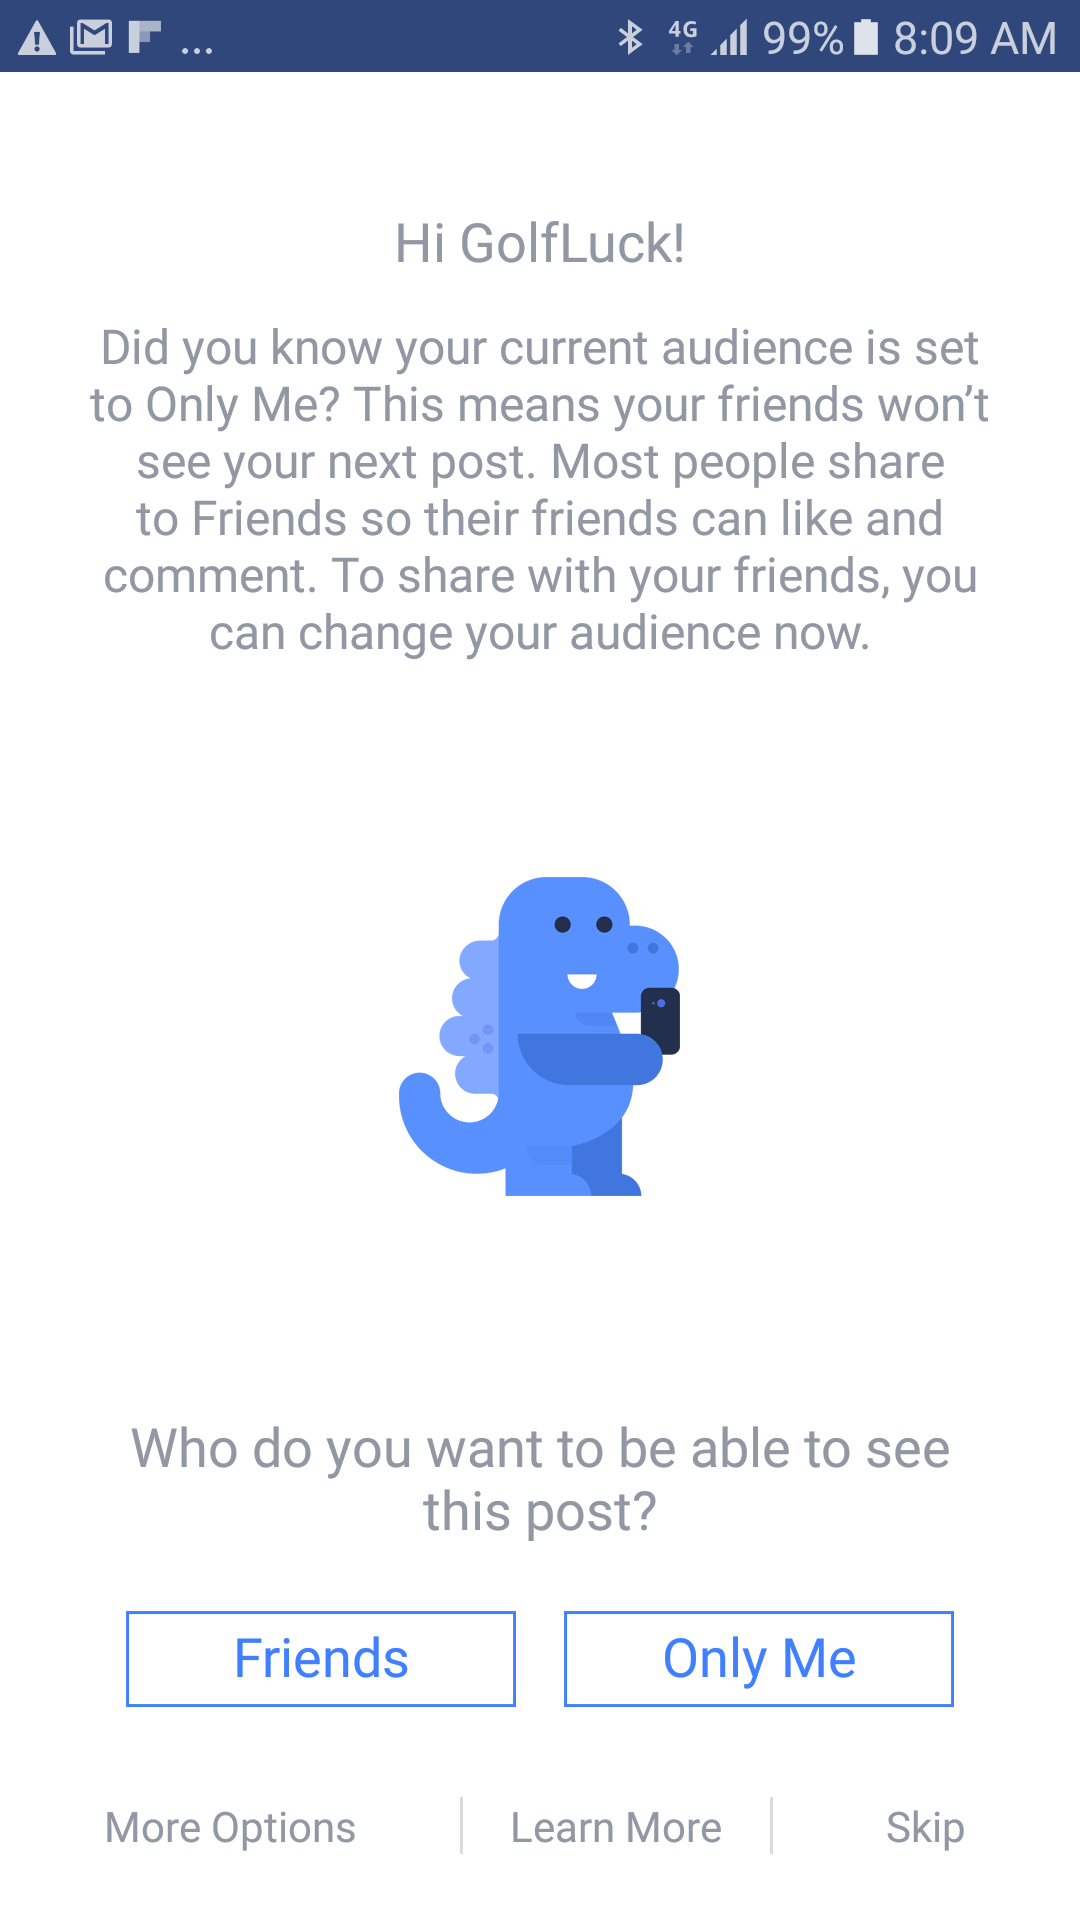 4G 99% 8:09 AM
Hi GolfLuck!
Did you know your current audience is set
to Only Me? This means your friends won’t
see your next post. Most people share
to Friends so their friends can like and
comment. To share with your friends, you
can change your audience now.
Who do you want to be able to see
this post?
Friends Only Me
More Options Learn More Skip